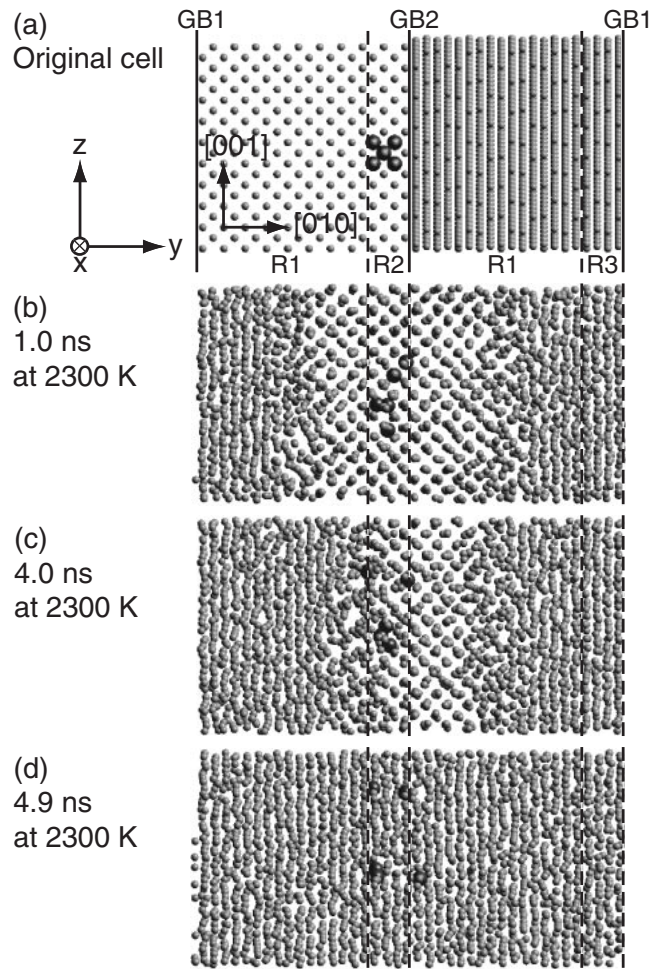 (a)
Original cell
GB1
GB2
GB1
[001]
[010]
z
y
x
R1
R2
R1
R3
(b)
1.0 ns
at 2300 K
(c)
4.0 ns
at 2300 K
(d)
4.9 ns
at 2300 K